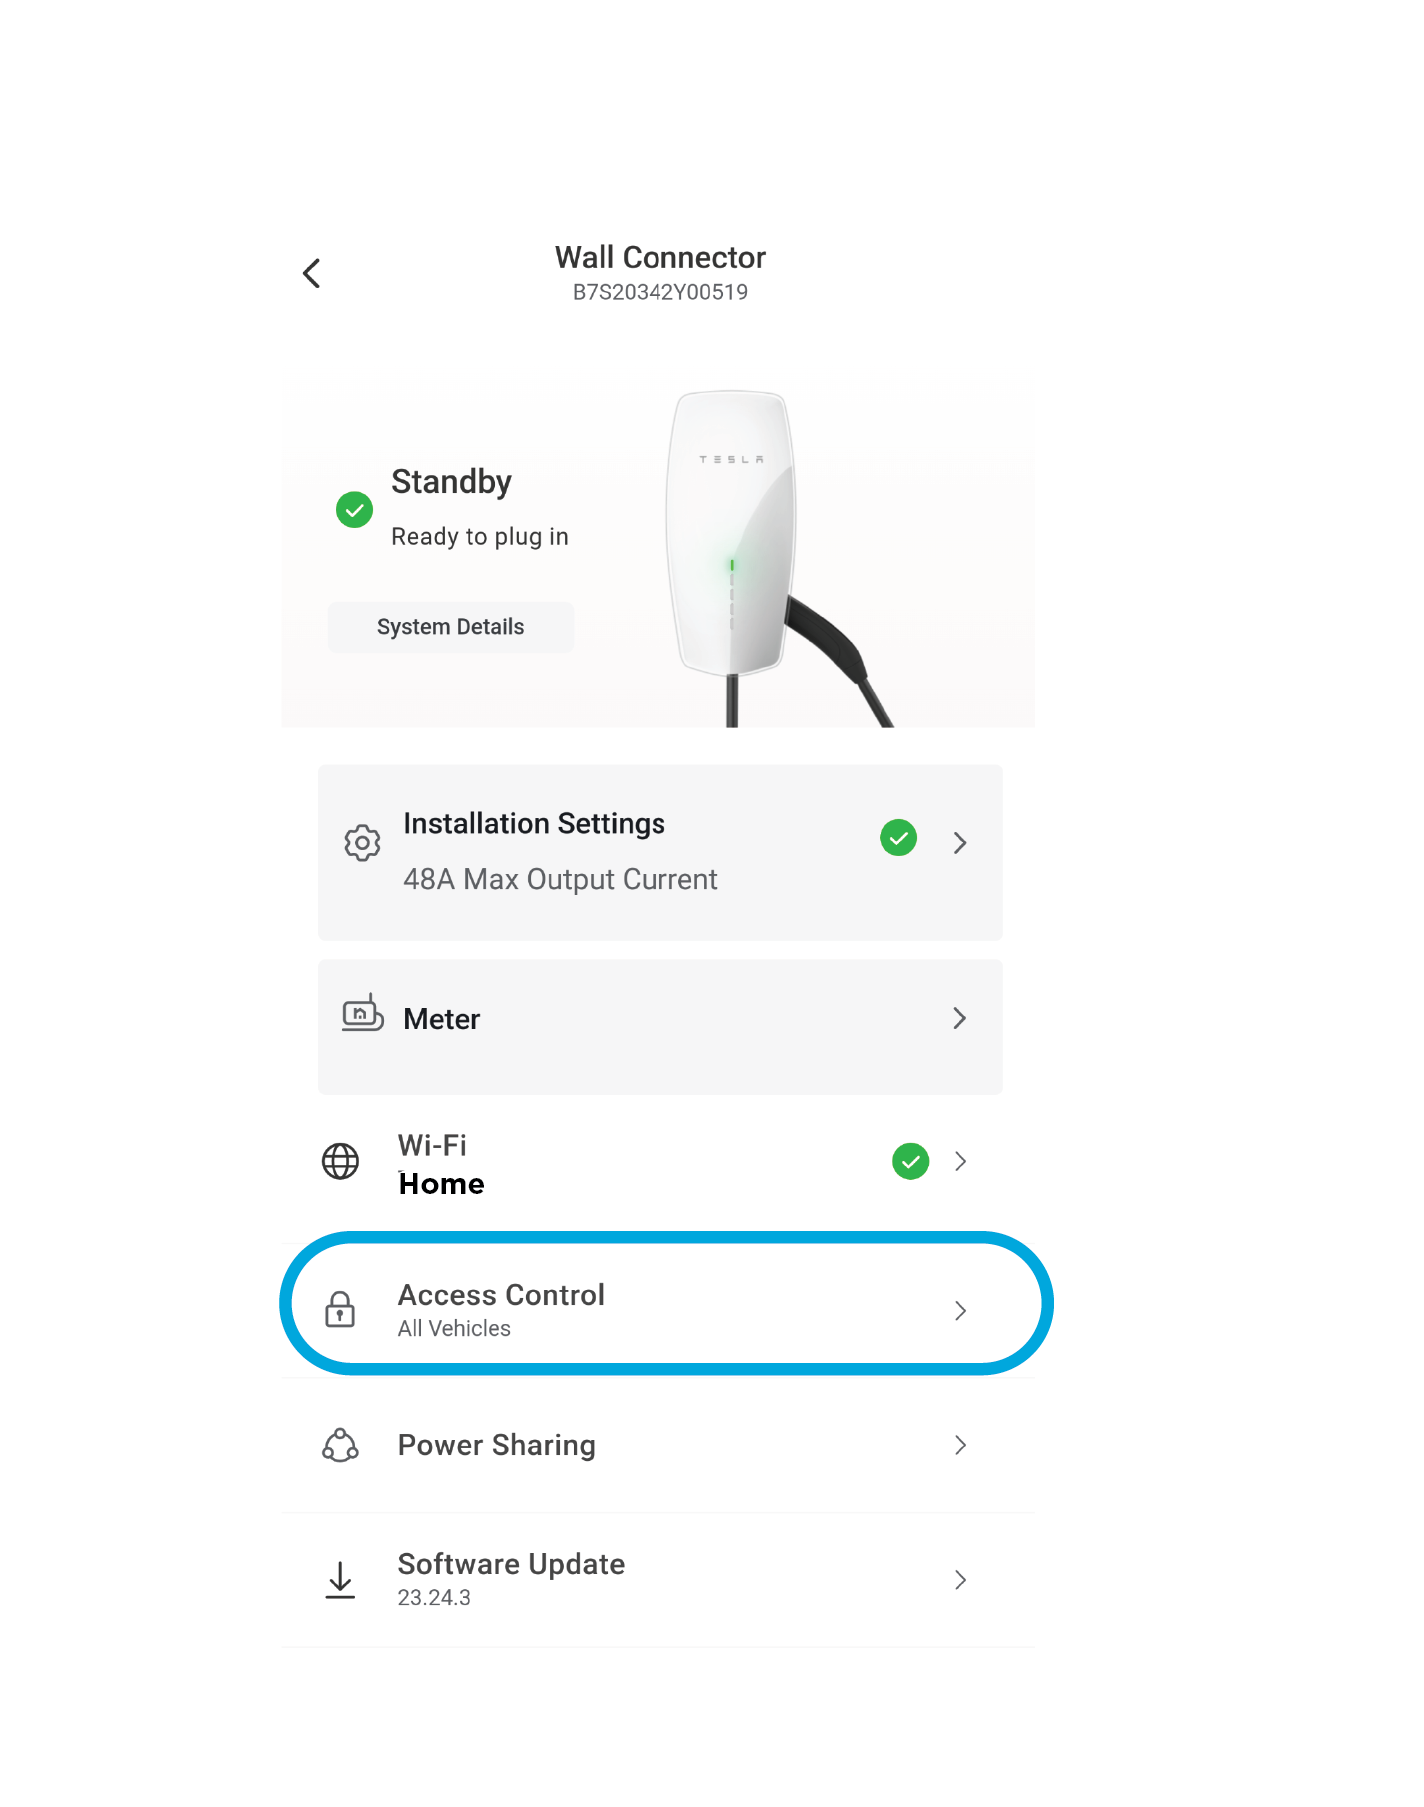 Wall Connector
B7S20342Y00519
TESLA
Standby
Ready to plug in
System Details
Installation Settings
48A Max Output Current
Meter
Wi-Fi
Home
Access Control
All Vehicles
Power Sharing
Software Update
23.24.3